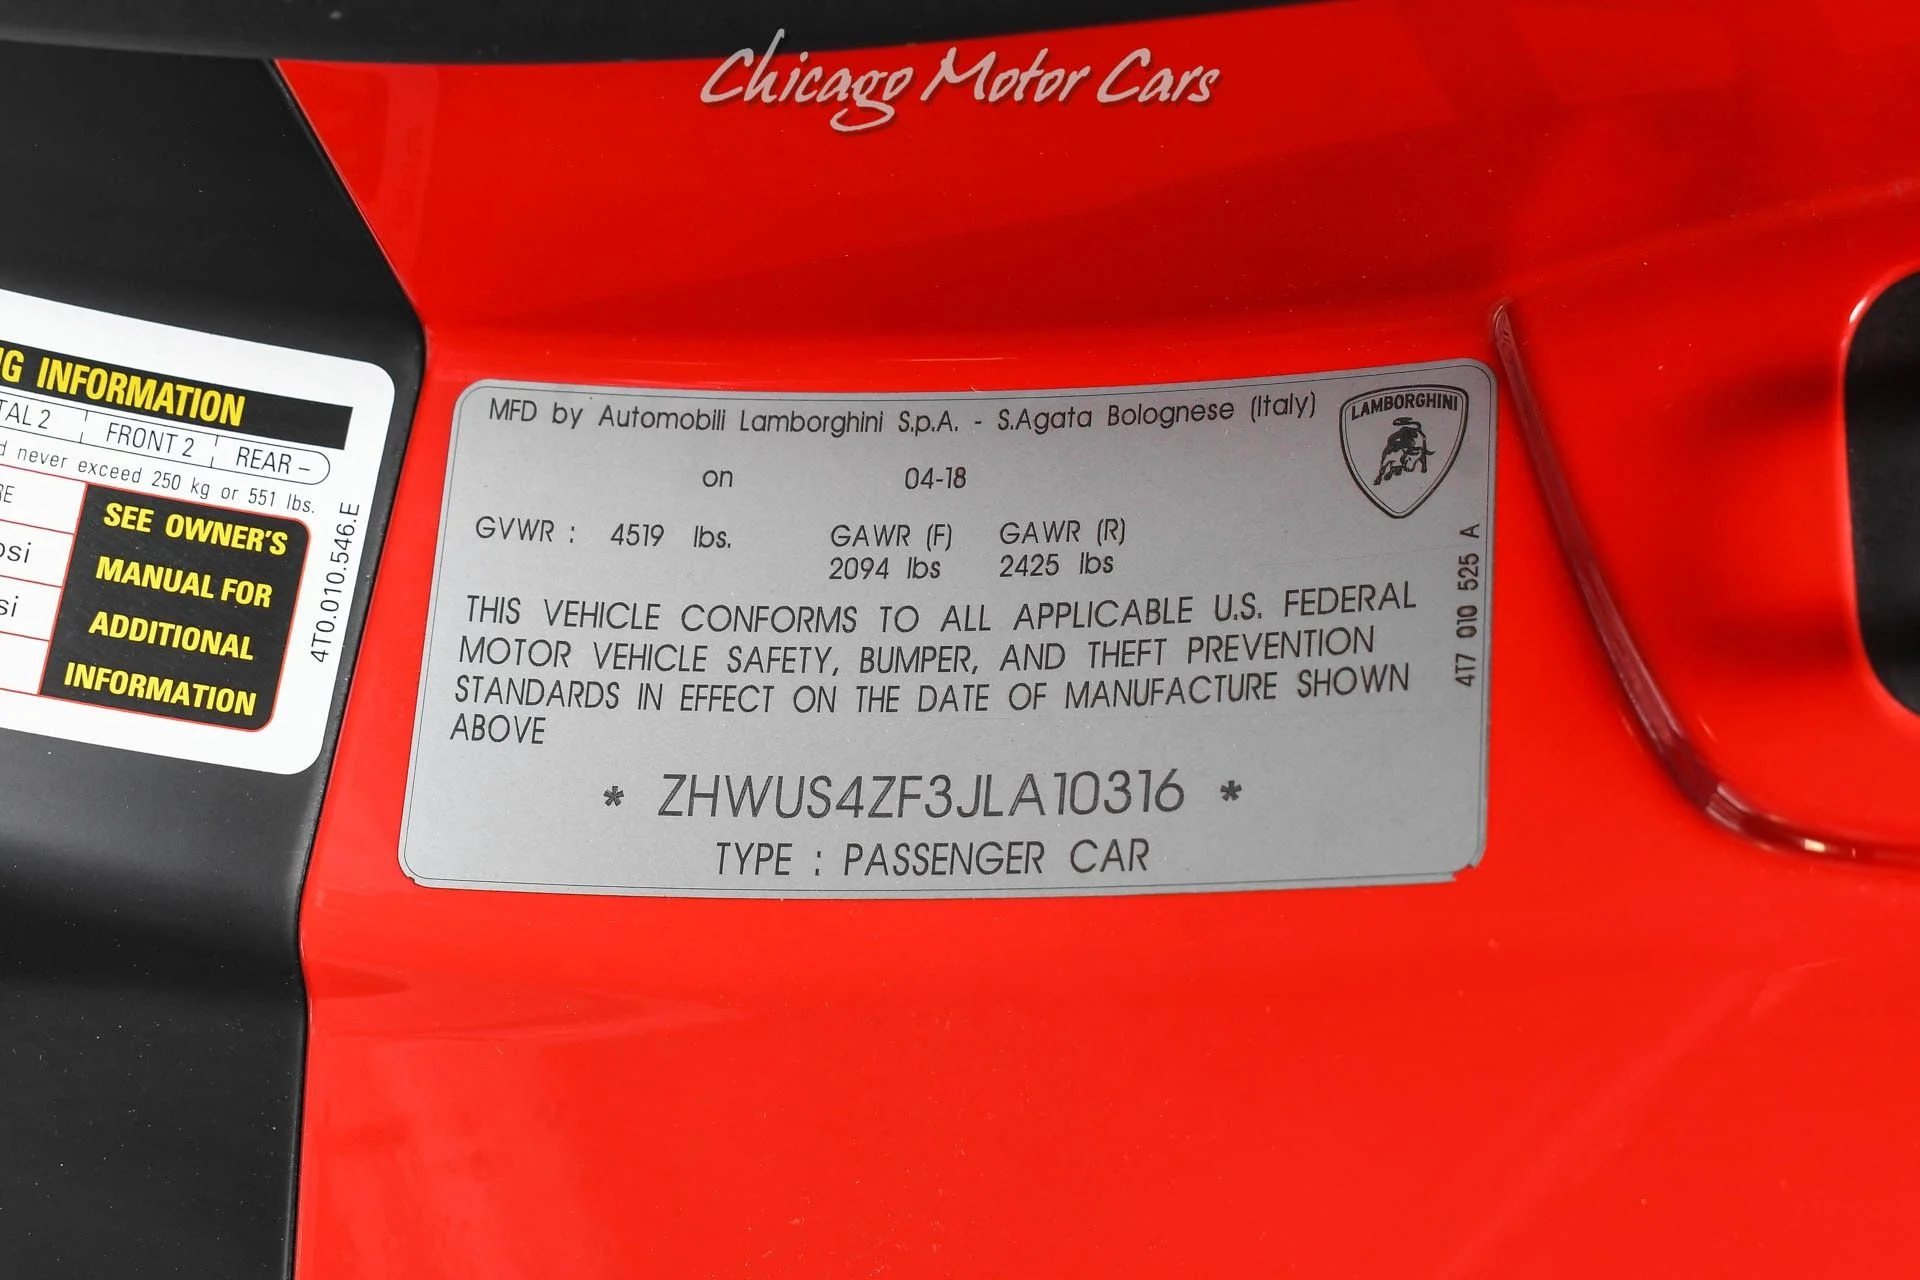 Chicago Motor Cars
G INFORMATION
TAL 2 FRONT 2 REAR –
d never exceed 250 kg or 551 lbs.
SEE OWNER'S
MANUAL FOR
ADDITIONAL
INFORMATION
4T0.010.546.E
MFD by Automobili Lamborghini S.p.A. - S.Agata Bolognese (Italy)
on 04-18
GVWR : 4519 lbs. GAWR (F) GAWR (R)
2094 lbs 2425 lbs
THIS VEHICLE CONFORMS TO ALL APPLICABLE U.S. FEDERAL
MOTOR VEHICLE SAFETY, BUMPER, AND THEFT PREVENTION
STANDARDS IN EFFECT ON THE DATE OF MANUFACTURE SHOWN
ABOVE
* ZHWUS4ZF3JLA10316 *
TYPE : PASSENGER CAR
LAMBORGHINI
4T7 010 525 A